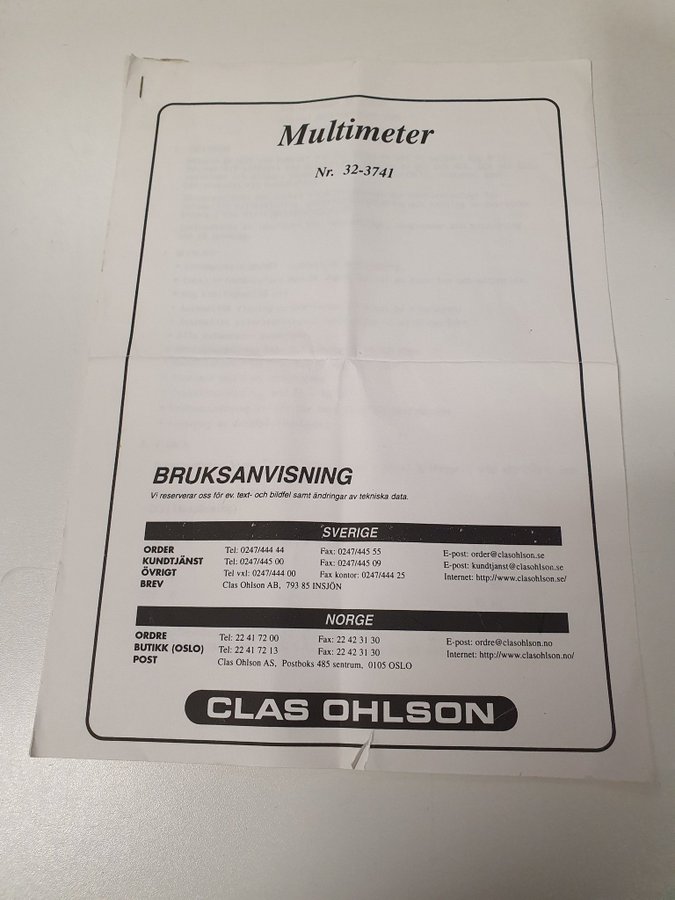 Multimeter
Nr. 32-3741
BRUKSANVISNING
Vi reserverar oss för ev. text- och bildfel samt ändringar av tekniska data.
SVERIGE
ORDER Tel: 0247/444 44 Fax: 0247/445 55 E-post: order@clasohlson.se
KUNDTJÄNST Tel: 0247/445 00 Fax: 0247/445 09 E-post: kundtjanst@clasohlson.se
ÖVRIGT Tel vxl: 0247/444 00 Fax kontor: 0247/444 25 Internet: http://www.clasohlson.se/
BREV Clas Ohlson AB, 793 85 INSJÖN
NORGE
ORDRE Tel: 22 41 72 00 Fax: 22 42 31 30 E-post: ordre@clasohlson.no
BUTIKK (OSLO) Tel: 22 41 72 13 Fax: 22 42 31 30 Internet: http://www.clasohlson.no/
POST Clas Ohlson AS, Postboks 485 sentrum, 0105 OSLO
CLAS OHLSON